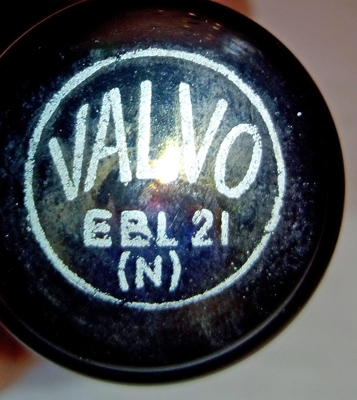 VALVO
EBL 21
(N)